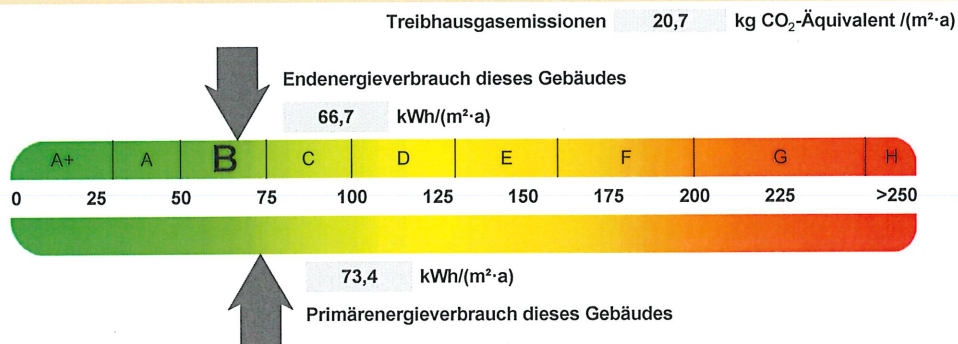 Treibhausgasemissionen 20,7 kg CO₂-Äquivalent /(m²·a)
Endenergieverbrauch dieses Gebäudes
66,7 kWh/(m²·a)
A+ A B C D E F G H
0 25 50 75 100 125 150 175 200 225 >250
73,4 kWh/(m²·a)
Primärenergieverbrauch dieses Gebäudes